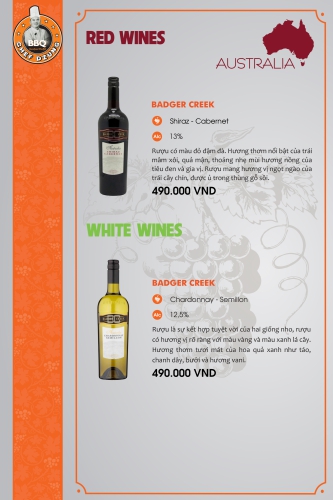 BBQ
CHEF DZUNG
RED WINES
AUSTRALIA
BADGER CREEK
Shiraz - Cabernet
Alc 13%
Rượu có màu đỏ đậm đà. Hương thơm nổi bật của trái
mâm xôi, quả mận, thoảng nhẹ mùi hương nồng của
tiêu đen và gia vị. Rượu mang hương vị ngọt ngào của
trái cây chín, được ủ trong thùng gỗ sồi.
490.000 VND
WHITE WINES
BADGER CREEK
Chardonnay - Semillon
Alc 12,5%
Rượu là sự kết hợp tuyệt vời của hai giống nho, rượu
có hương vị rõ ràng với màu vàng và màu xanh lá cây.
Hương thơm tươi mát của hoa quả xanh như táo,
chanh dây, bưởi và hương vani.
490.000 VND